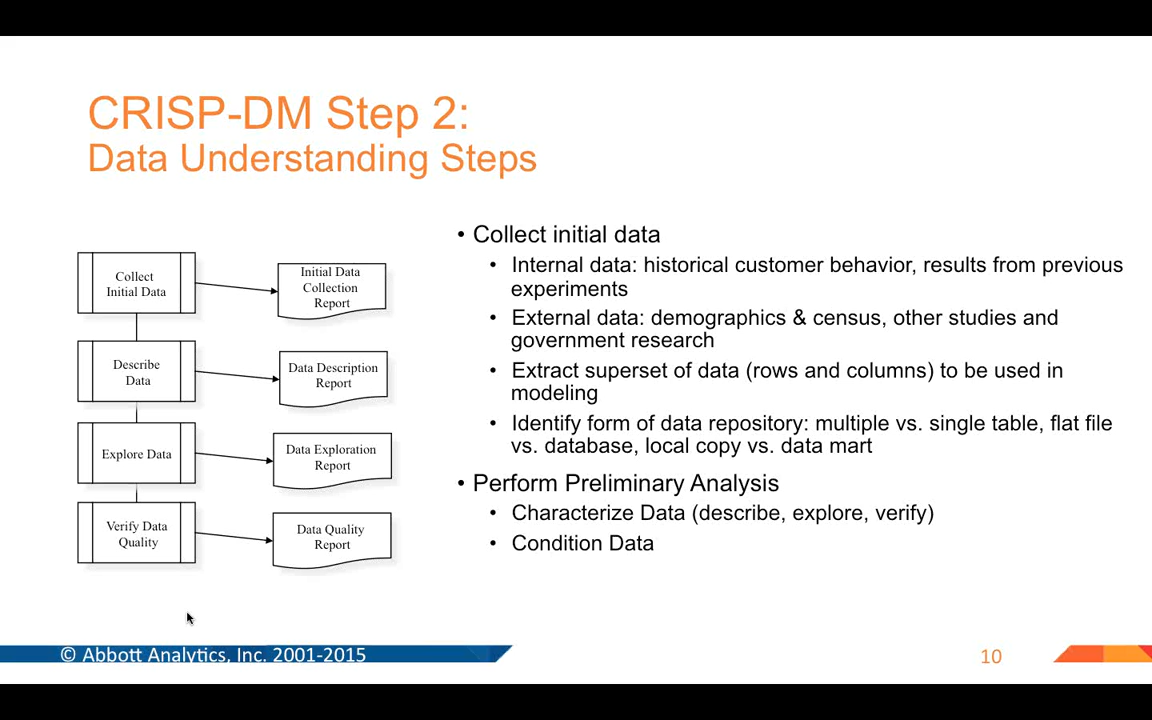 CRISP-DM Step 2:
Data Understanding Steps
Collect
Initial Data
Initial Data
Collection
Report
Describe
Data
Data Description
Report
Explore Data
Data Exploration
Report
Verify Data
Quality
Data Quality
Report
• Collect initial data
• Internal data: historical customer behavior, results from previous
experiments
• External data: demographics & census, other studies and
government research
• Extract superset of data (rows and columns) to be used in
modeling
• Identify form of data repository: multiple vs. single table, flat file
vs. database, local copy vs. data mart
• Perform Preliminary Analysis
• Characterize Data (describe, explore, verify)
• Condition Data
© Abbott Analytics, Inc. 2001-2015
10